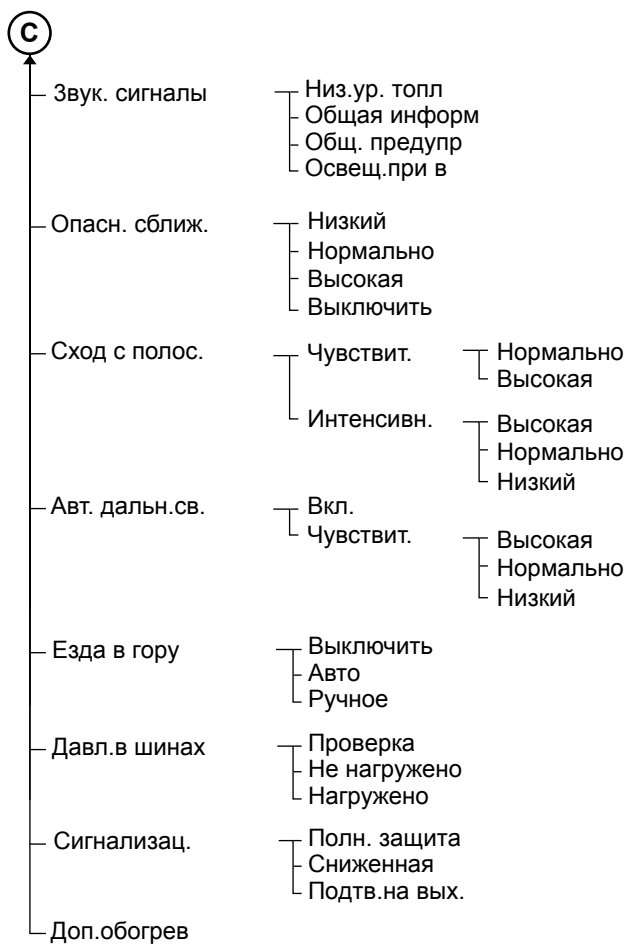 C
Звук. сигналы
Низ.ур. топл
Общая информ
Общ. предупр
Освещ.при в
Опасн. сближ.
Низкий
Нормально
Высокая
Выключить
Сход с полос.
Чувствит.
Нормально
Высокая
Интенсивн.
Высокая
Нормально
Низкий
Авт. дальн.св.
Вкл.
Чувствит.
Высокая
Нормально
Низкий
Езда в гору
Выключить
Авто
Ручное
Давл.в шинах
Проверка
Не нагружено
Нагружено
Сигнализац.
Полн. защита
Сниженная
Подтв.на вых.
Доп.обогрев